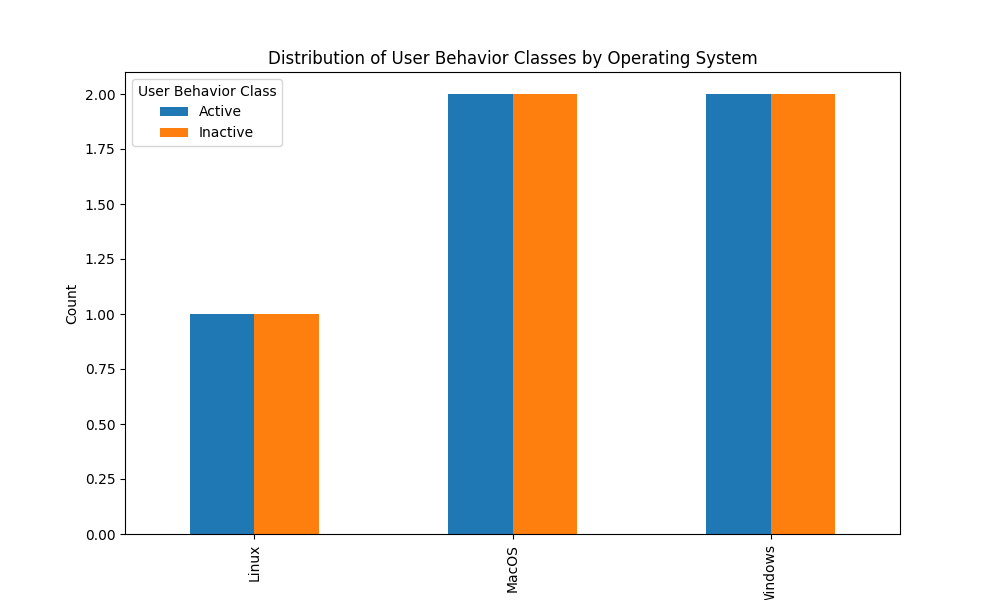 Distribution of User Behavior Classes by Operating System
User Behavior Class
Active
Inactive
2.00
1.75
1.50
1.25
1.00
0.75
0.50
0.25
0.00
Count
Linux
MacOS
Windows